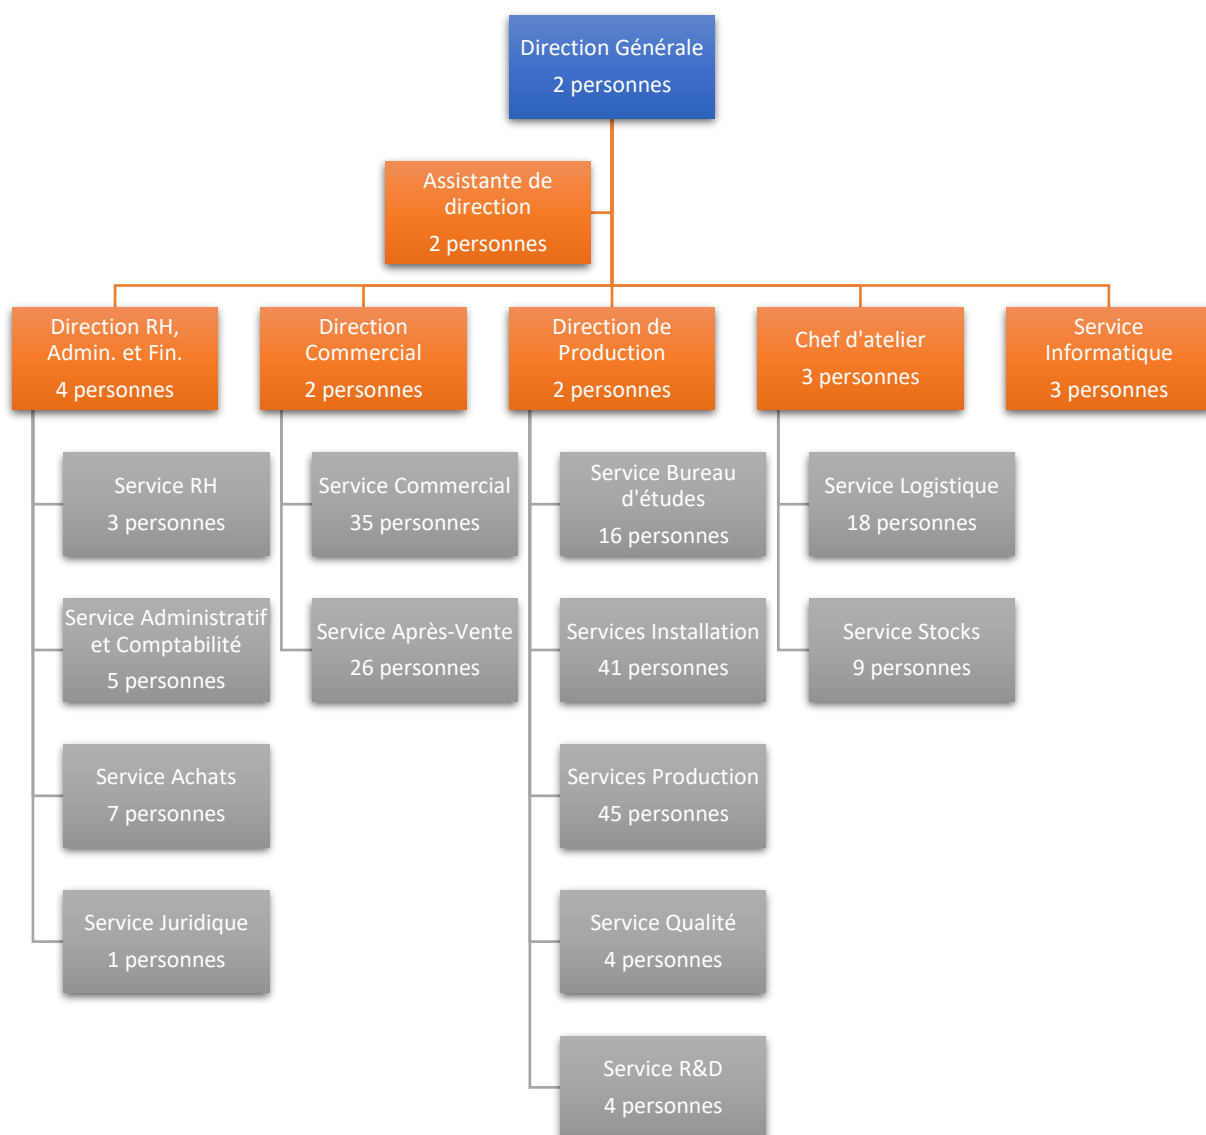 Direction Générale
2 personnes
Assistante de
direction
2 personnes
Direction RH,
Admin. et Fin.
4 personnes
Direction
Commercial
2 personnes
Direction de
Production
2 personnes
Chef d'atelier
3 personnes
Service
Informatique
3 personnes
Service RH
3 personnes
Service Administratif
et Comptabilité
5 personnes
Service Achats
7 personnes
Service Juridique
1 personnes
Service Commercial
35 personnes
Service Après-Vente
26 personnes
Service Bureau
d'études
16 personnes
Services Installation
41 personnes
Services Production
45 personnes
Service Qualité
4 personnes
Service R&D
4 personnes
Service Logistique
18 personnes
Service Stocks
9 personnes